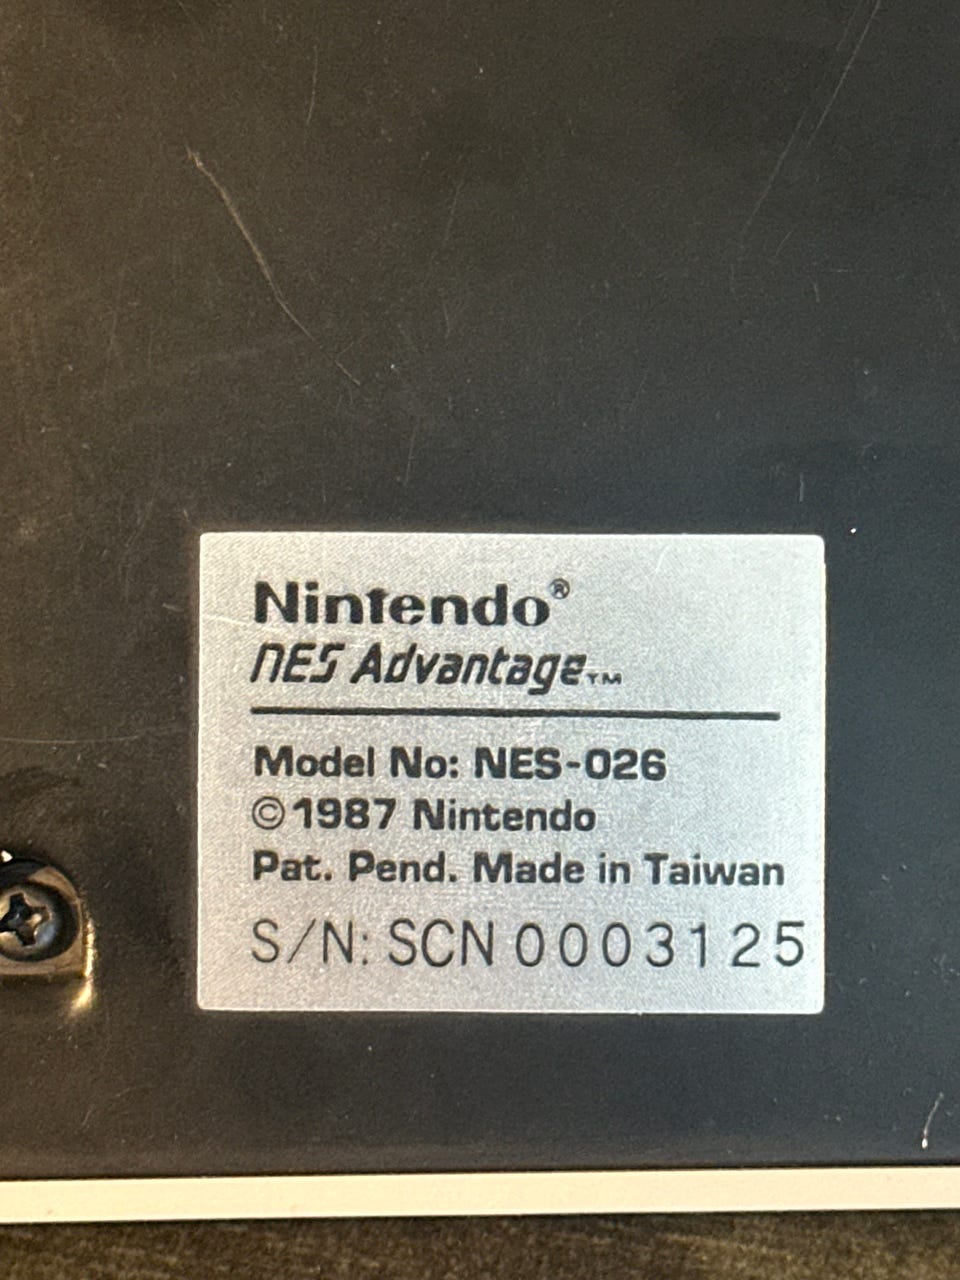 Nintendo®
NES Advantage™
Model No: NES-026
©1987 Nintendo
Pat. Pend. Made in Taiwan
S/N: SCN 0003125